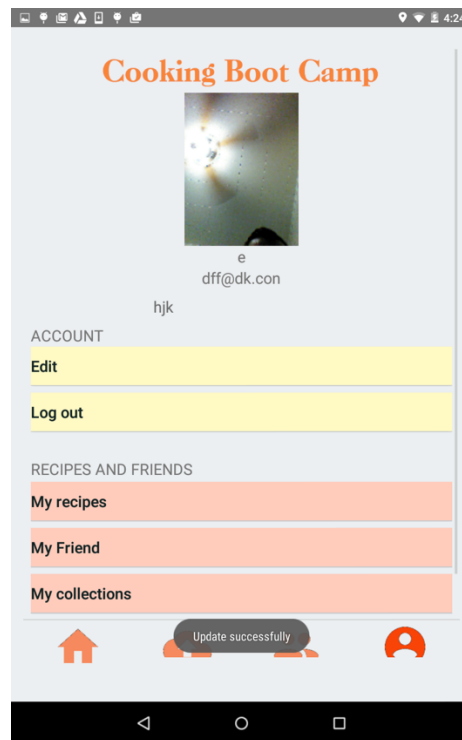 4:24
Cooking Boot Camp
e
dff@dk.con
hjk
ACCOUNT
Edit
Log out
RECIPES AND FRIENDS
My recipes
My Friend
My collections
Update successfully